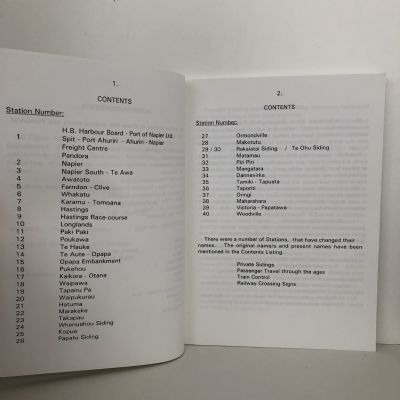 1.
CONTENTS
Station Number:
H.B. Harbour Board - Port of Napier Ltd.
1 Spit - Port Ahuriri - Ahuriri - Napier
Freight Centre
Pandora
2 Napier
3 Napier South - Te Awa
4 Awatoto
5 Farndon - Clive
6 Whakatu
7 Karamu - Tomoana
8 Hastings
9 Hastings Race-course
10 Longlands
11 Paki Paki
12 Poukawa
13 Te Hauke
14 Te Aute - Opapa
15 Opapa Embankment
16 Pukehou
17 Kaikora - Otane
18 Waipawa
19 Tapairu Pa
20 Waipukurau
21 Hatuma
22 Marakeke
23 Takapau
24 Whenuahou Siding
25 Kopua
26 Papatu Siding
2.
CONTENTS
Station Number:
27 Ormondville
28 Makotutu
29 / 30 Rakaiatai Siding / Te Ohu Siding
31 Matamau
32 Piri Piri
33 Mangatara
34 Dannevirke
35 Tamiki - Tapuata
36 Tapoinzi
37 Oringi
38 Maharahara
39 Victoria - Papatawa
40 Woodville
There were a number of Stations, that have changed their
names. The original name/s and present names have been
mentioned in the Contents Listing.
Private Sidings
Passenger Travel through the ages
Train Control
Railway Crossing Signs